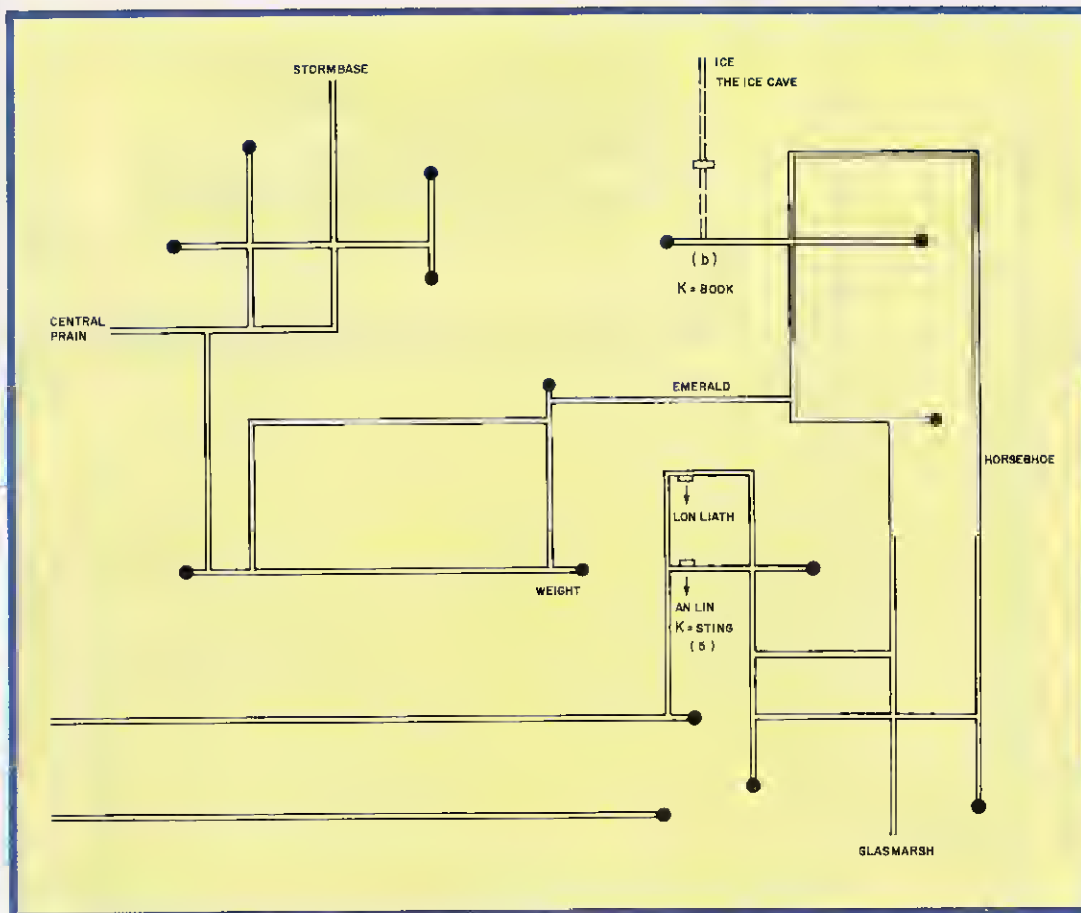 STORMBASE
ICE
THE ICE CAVE
(b)
K = BOOK
CENTRAL
PRAIN
EMERALD
HORSESHOE
LON LIATH
WEIGHT
AN LIN
K = STING
(5)
GLASMARSH